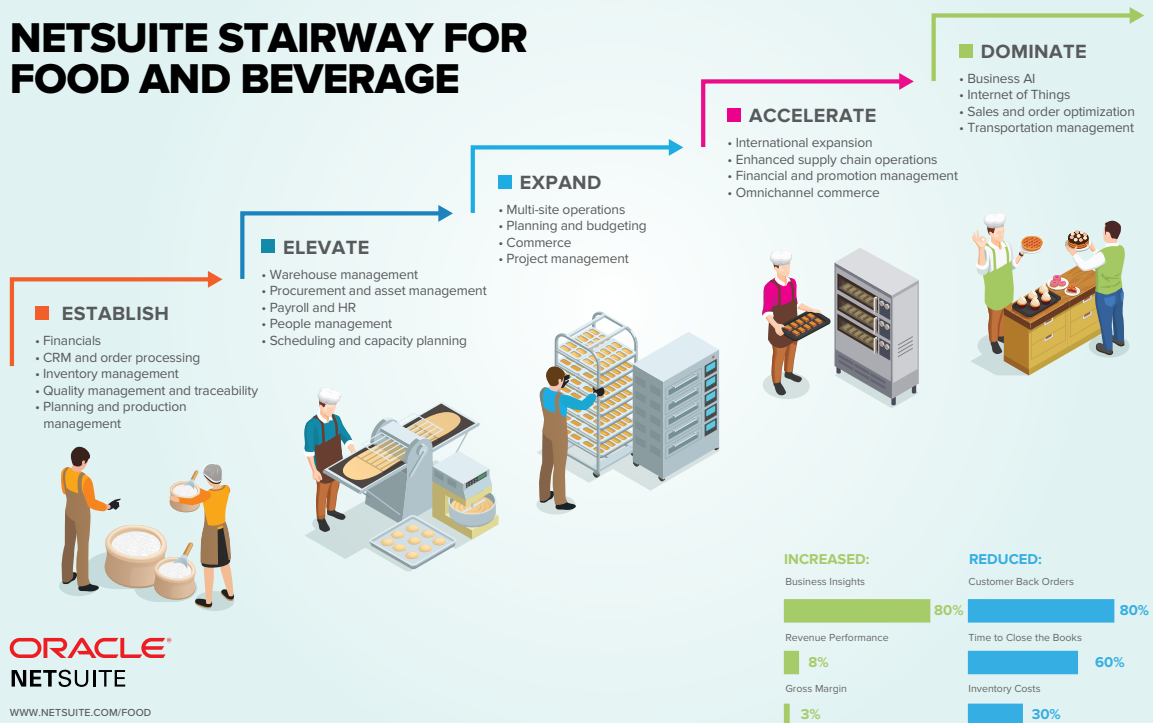 NETSUITE STAIRWAY FOR
FOOD AND BEVERAGE
ESTABLISH
• Financials
• CRM and order processing
• Inventory management
• Quality management and traceability
• Planning and production
management
ELEVATE
• Warehouse management
• Procurement and asset management
• Payroll and HR
• People management
• Scheduling and capacity planning
EXPAND
• Multi-site operations
• Planning and budgeting
• Commerce
• Project management
ACCELERATE
• International expansion
• Enhanced supply chain operations
• Financial and promotion management
• Omnichannel commerce
DOMINATE
• Business AI
• Internet of Things
• Sales and order optimization
• Transportation management
INCREASED:
Business Insights
80%
Revenue Performance
8%
Gross Margin
3%
REDUCED:
Customer Back Orders
80%
Time to Close the Books
60%
Inventory Costs
30%
ORACLE®
NETSUITE
WWW.NETSUITE.COM/FOOD